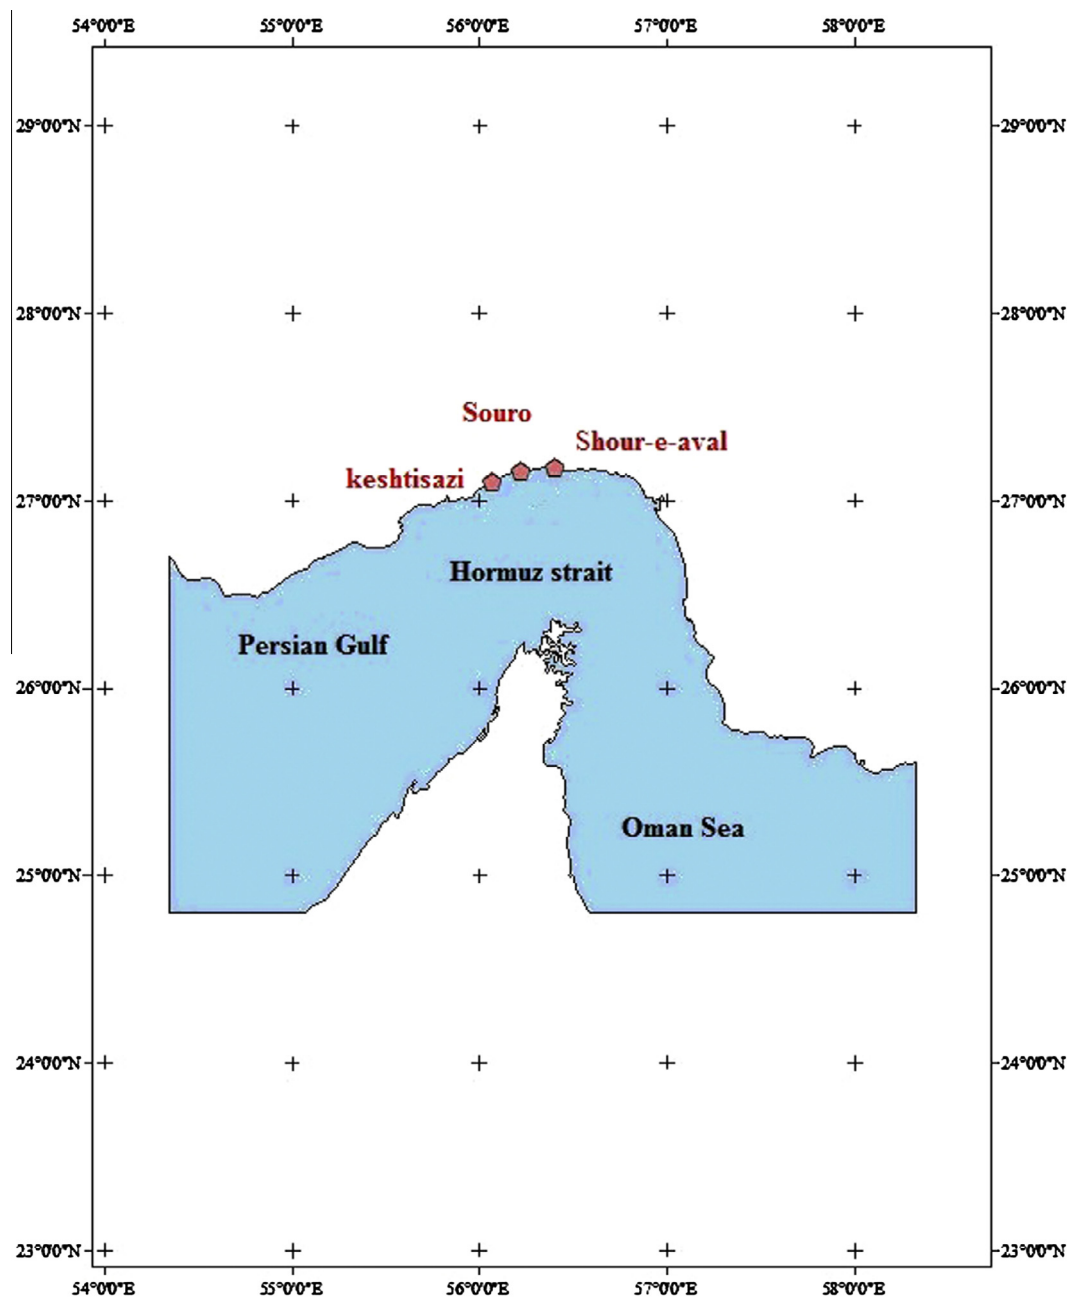 54°0'0"E 55°0'0"E 56°0'0"E 57°0'0"E 58°0'0"E
29°0'0"N 29°0'0"N
28°0'0"N 28°0'0"N
Souro
Shour-e-aval
keshtisazi
27°0'0"N 27°0'0"N
Hormuz strait
Persian Gulf
26°0'0"N 26°0'0"N
Oman Sea
25°0'0"N 25°0'0"N
24°0'0"N 24°0'0"N
23°0'0"N 23°0'0"N
54°0'0"E 55°0'0"E 56°0'0"E 57°0'0"E 58°0'0"E